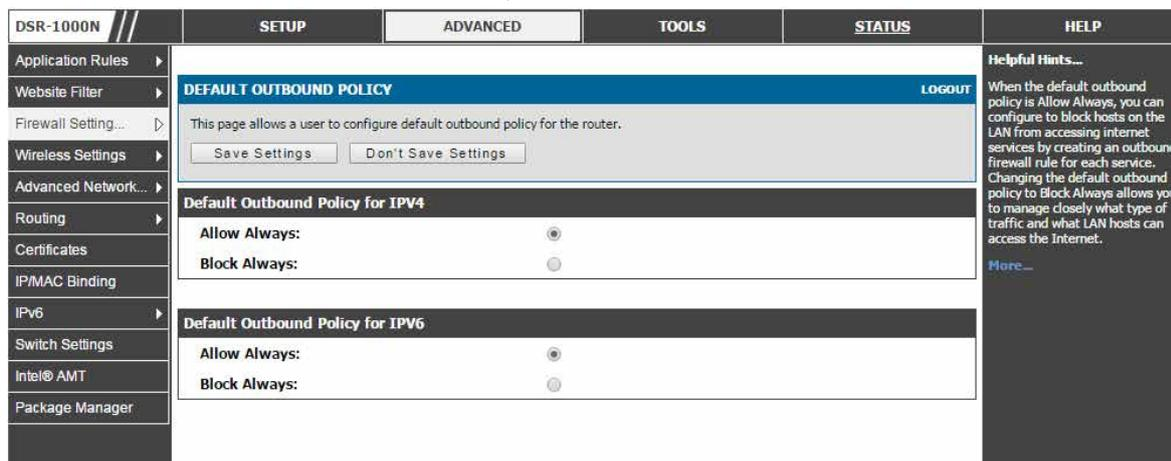 DSR-1000N
SETUP
ADVANCED
TOOLS
STATUS
HELP
Application Rules
Website Filter
Firewall Setting...
Wireless Settings
Advanced Network...
Routing
Certificates
IP/MAC Binding
IPv6
Switch Settings
Intel® AMT
Package Manager
DEFAULT OUTBOUND POLICY
LOGOUT
This page allows a user to configure default outbound policy for the router.
Save Settings
Don't Save Settings
Default Outbound Policy for IPV4
Allow Always:
Block Always:
Default Outbound Policy for IPV6
Allow Always:
Block Always:
Helpful Hints...
When the default outbound
policy is Allow Always, you can
configure to block hosts on the
LAN from accessing internet
services by creating an outbound
firewall rule for each service.
Changing the default outbound
policy to Block Always allows you
to manage closely what type of
traffic and what LAN hosts can
access the Internet.
More...